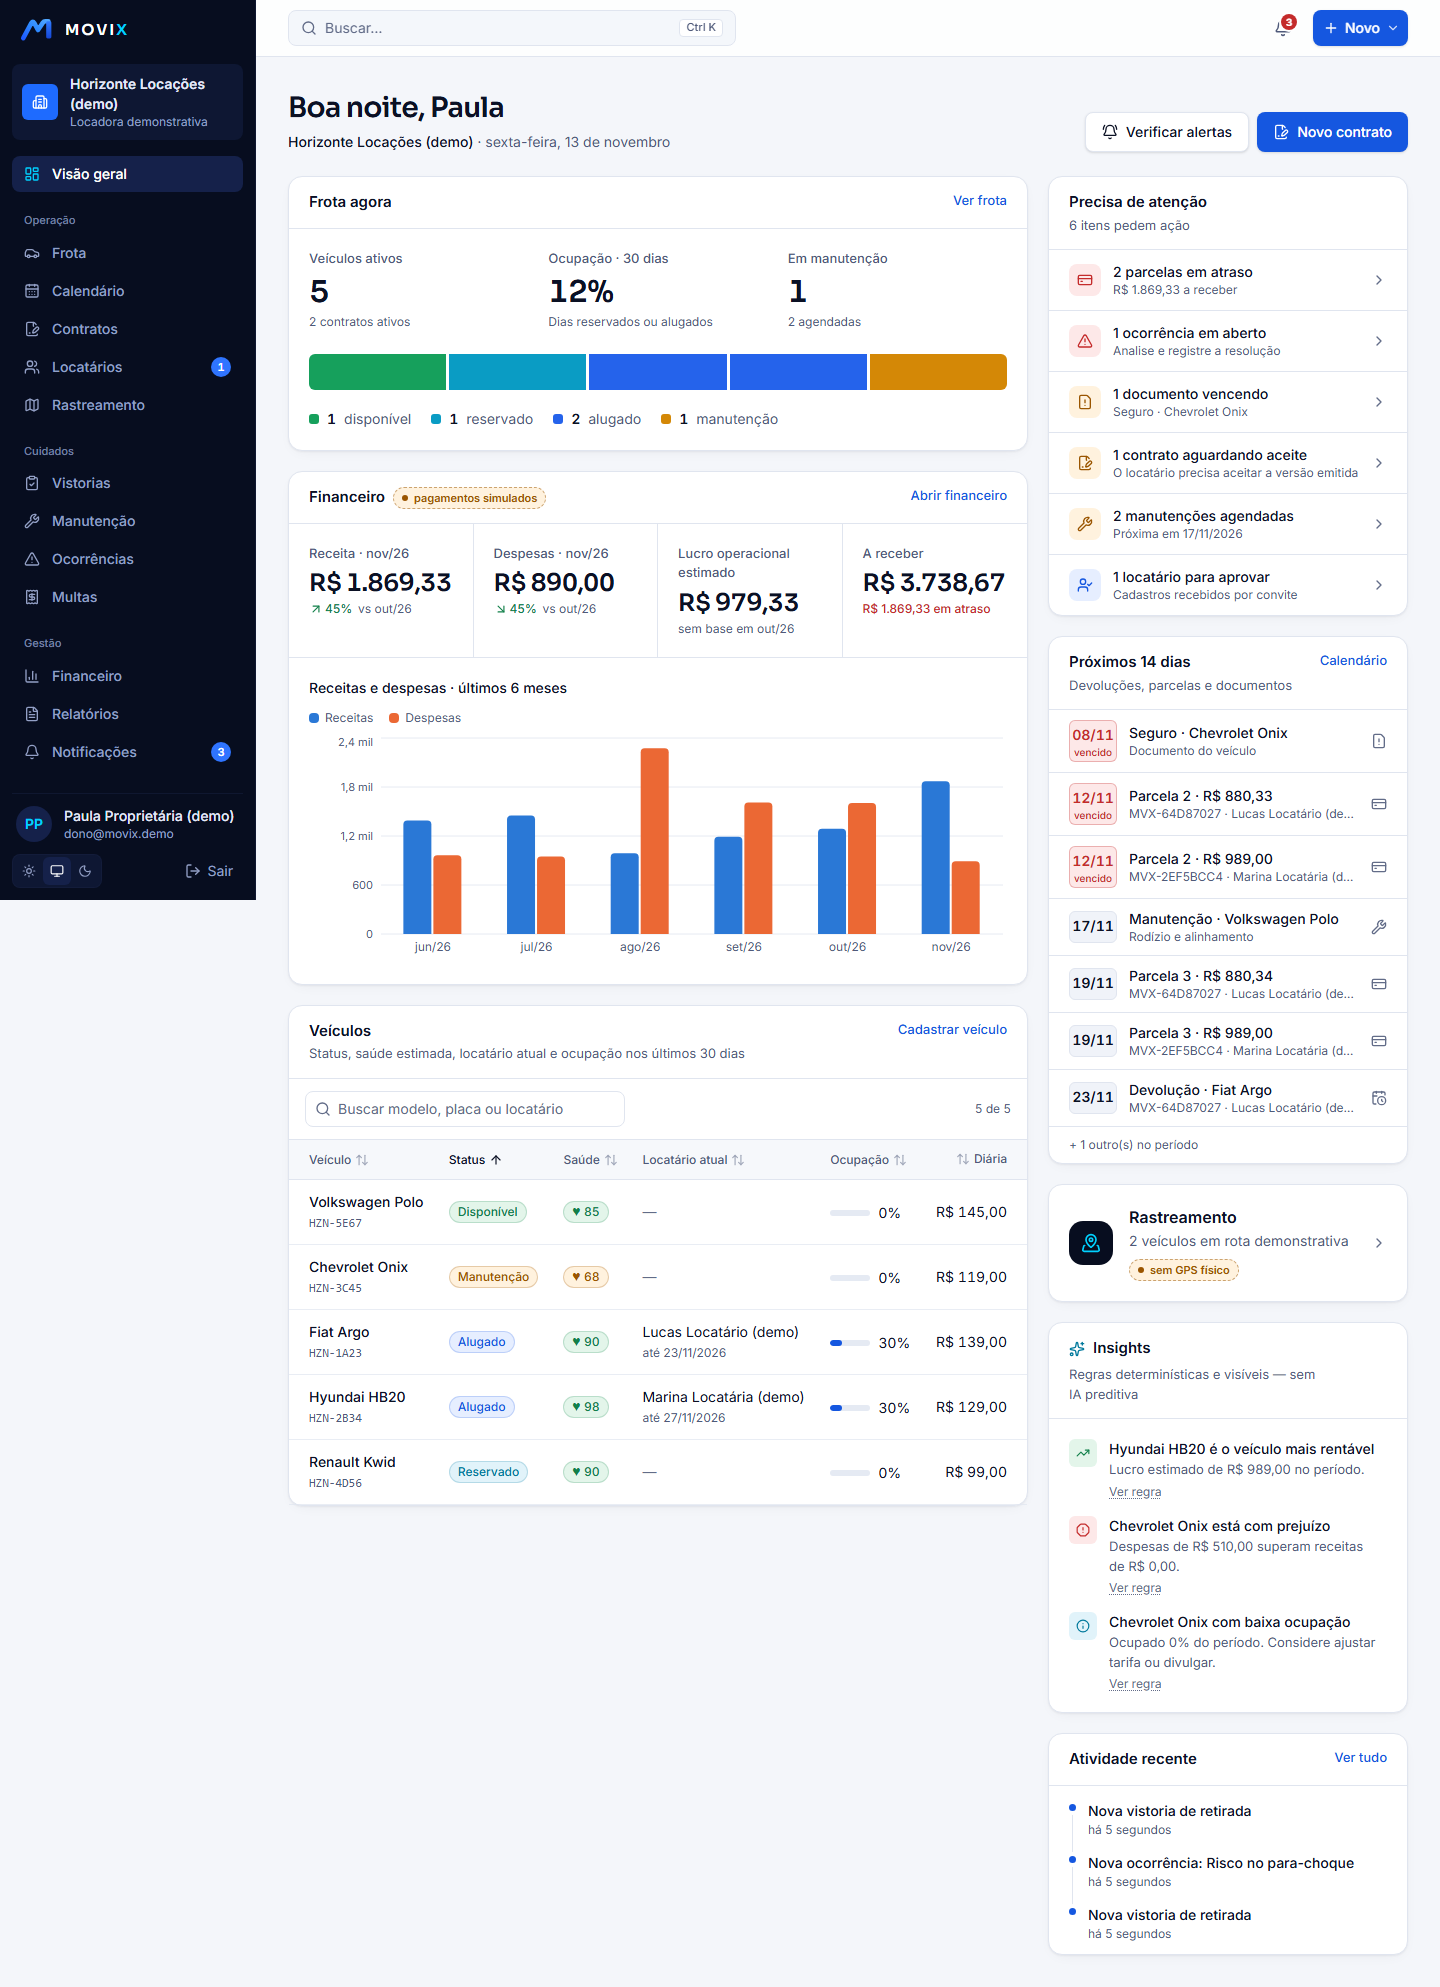 MOVIX
Horizonte Locações
(demo)
Locadora demonstrativa
Visão geral
Operação
Frota
Calendário
Contratos
Locatários
1
Rastreamento
Cuidados
Vistorias
Manutenção
Ocorrências
Multas
Gestão
Financeiro
Relatórios
Notificações
3
PP
Paula Proprietária (demo)
dono@movix.demo
Sair
Buscar...
Ctrl K
3
Novo
Boa noite, Paula
Horizonte Locações (demo) · sexta-feira, 13 de novembro
Verificar alertas
Novo contrato
Frota agora
Ver frota
Veículos ativos
5
2 contratos ativos
Ocupação · 30 dias
12%
Dias reservados ou alugados
Em manutenção
1
2 agendadas
1 disponível
1 reservado
2 alugado
1 manutenção
Financeiro
pagamentos simulados
Abrir financeiro
Receita · nov/26
R$ 1.869,33
45% vs out/26
Despesas · nov/26
R$ 890,00
45% vs out/26
Lucro operacional
estimado
R$ 979,33
sem base em out/26
A receber
R$ 3.738,67
R$ 1.869,33 em atraso
Receitas e despesas · últimos 6 meses
Receitas
Despesas
2,4 mil
1,8 mil
1,2 mil
600
0
jun/26
jul/26
ago/26
set/26
out/26
nov/26
Veículos
Cadastrar veículo
Status, saúde estimada, locatário atual e ocupação nos últimos 30 dias
Buscar modelo, placa ou locatário
5 de 5
Veículo
Status
Saúde
Locatário atual
Ocupação
Diária
Volkswagen Polo
HZN-5E67
Disponível
♥ 85
—
0%
R$ 145,00
Chevrolet Onix
HZN-3C45
Manutenção
♥ 68
—
0%
R$ 119,00
Fiat Argo
HZN-1A23
Alugado
♥ 90
Lucas Locatário (demo)
até 23/11/2026
30%
R$ 139,00
Hyundai HB20
HZN-2B34
Alugado
♥ 98
Marina Locatária (demo)
até 27/11/2026
30%
R$ 129,00
Renault Kwid
HZN-4D56
Reservado
♥ 90
—
0%
R$ 99,00
Precisa de atenção
6 itens pedem ação
2 parcelas em atraso
R$ 1.869,33 a receber
1 ocorrência em aberto
Analise e registre a resolução
1 documento vencendo
Seguro · Chevrolet Onix
1 contrato aguardando aceite
O locatário precisa aceitar a versão emitida
2 manutenções agendadas
Próxima em 17/11/2026
1 locatário para aprovar
Cadastros recebidos por convite
Próximos 14 dias
Calendário
Devoluções, parcelas e documentos
08/11
vencido
Seguro · Chevrolet Onix
Documento do veículo
12/11
vencido
Parcela 2 · R$ 880,33
MVX-64D87027 · Lucas Locatário (de...
12/11
vencido
Parcela 2 · R$ 989,00
MVX-2EF5BCC4 · Marina Locatária (d...
17/11
Manutenção · Volkswagen Polo
Rodízio e alinhamento
19/11
Parcela 3 · R$ 880,34
MVX-64D87027 · Lucas Locatário (de...
19/11
Parcela 3 · R$ 989,00
MVX-2EF5BCC4 · Marina Locatária (d...
23/11
Devolução · Fiat Argo
MVX-64D87027 · Lucas Locatário (de...
+ 1 outro(s) no período
Rastreamento
2 veículos em rota demonstrativa
sem GPS físico
Insights
Regras determinísticas e visíveis — sem
IA preditiva
Hyundai HB20 é o veículo mais rentável
Lucro estimado de R$ 989,00 no período.
Ver regra
Chevrolet Onix está com prejuízo
Despesas de R$ 510,00 superam receitas
de R$ 0,00.
Ver regra
Chevrolet Onix com baixa ocupação
Ocupado 0% do período. Considere ajustar
tarifa ou divulgar.
Ver regra
Atividade recente
Ver tudo
Nova vistoria de retirada
há 5 segundos
Nova ocorrência: Risco no para-choque
há 5 segundos
Nova vistoria de retirada
há 5 segundos